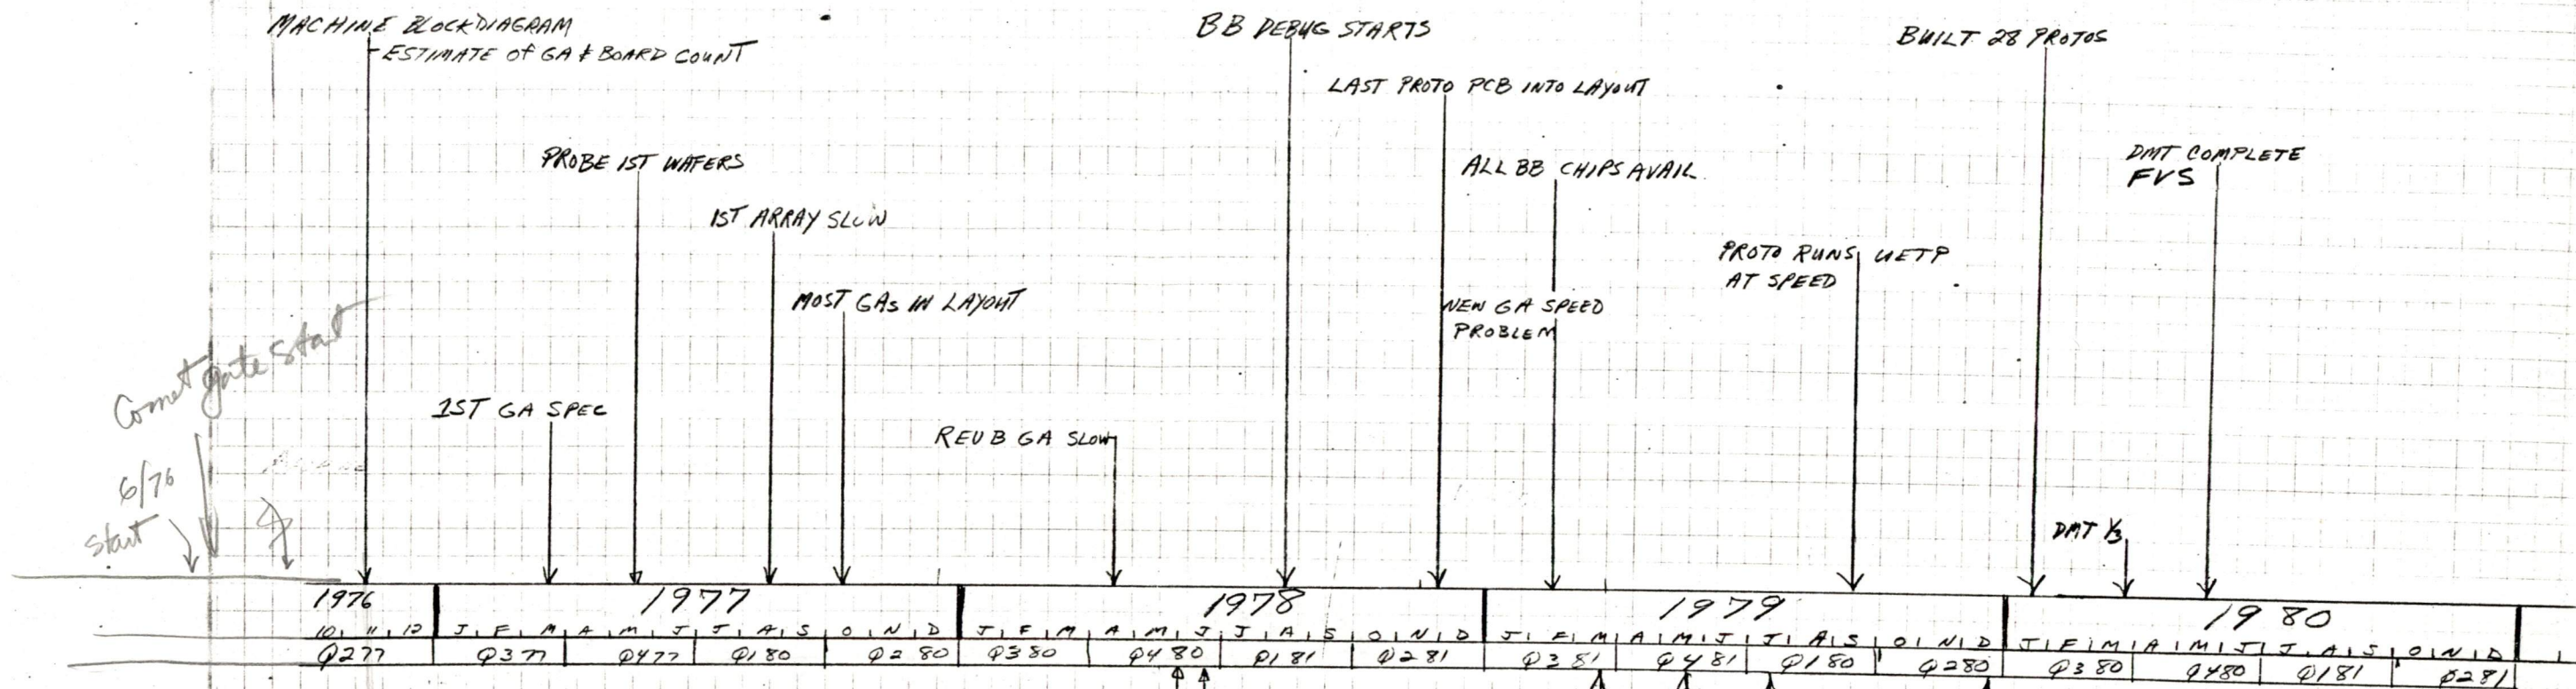 MACHINE BLOCK DIAGRAM
- ESTIMATE OF GA & BOARD COUNT
BB DEBUG STARTS
BUILT 28 PROTOS
LAST PROTO PCB INTO LAYOUT
PROBE 1ST WAFERS
ALL BB CHIPS AVAIL.
DMT COMPLETE
FVS
1ST ARRAY SLOW
PROTO RUNS UETP
AT SPEED
MOST GAs IN LAYOUT
NEW GA SPEED
PROBLEM
Comet gate start
1ST GA SPEC
REV B GA SLOW
6/76
start
DMT 1/3
1976 1977 1978 1979 1980
10 11 12 J F M A M J J A S O N D J F M A M J J A S O N D J F M A M J J A S O N D J F M A M J J A S O N D
Q277 Q377 Q477 Q180 Q280 Q380 Q480 Q181 Q281 Q381 Q481 Q180 Q280 Q380 Q480 Q181 Q281